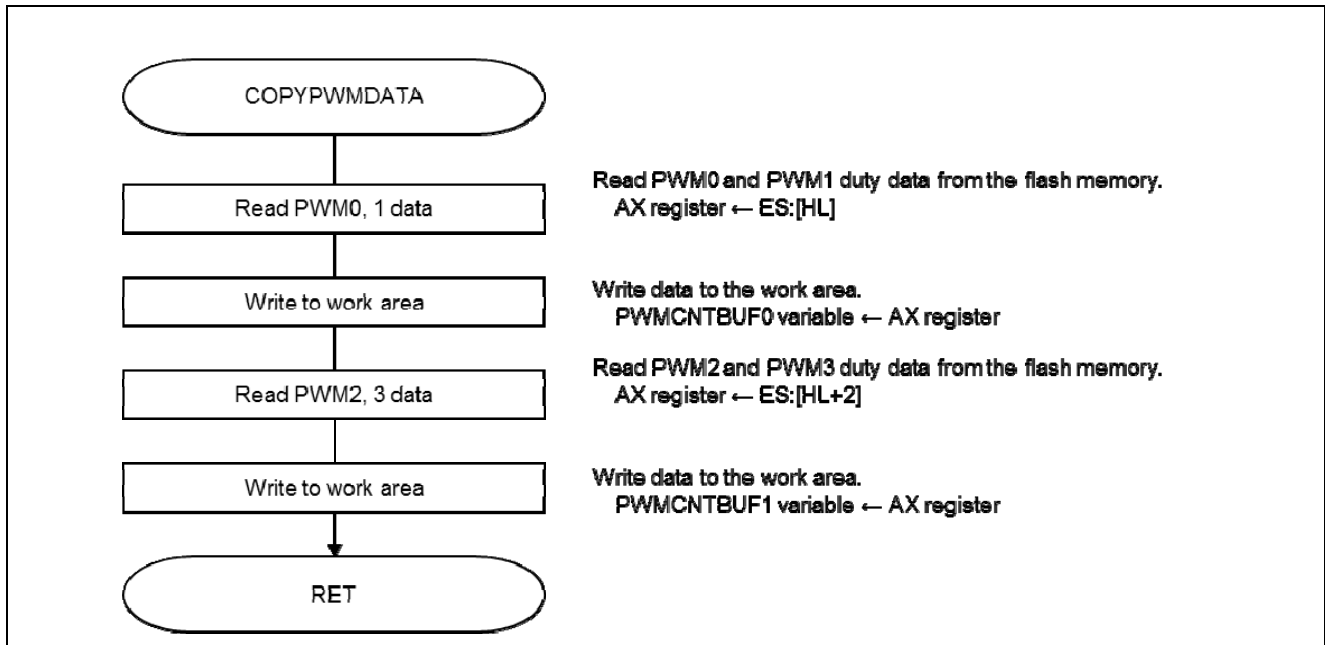 COPYPWMDATA
Read PWM0, 1 data
Read PWM0 and PWM1 duty data from the flash memory.
AX register ← ES:[HL]
Write to work area
Write data to the work area.
PWMCNTBUF0 variable ← AX register
Read PWM2, 3 data
Read PWM2 and PWM3 duty data from the flash memory.
AX register ← ES:[HL+2]
Write to work area
Write data to the work area.
PWMCNTBUF1 variable ← AX register
RET